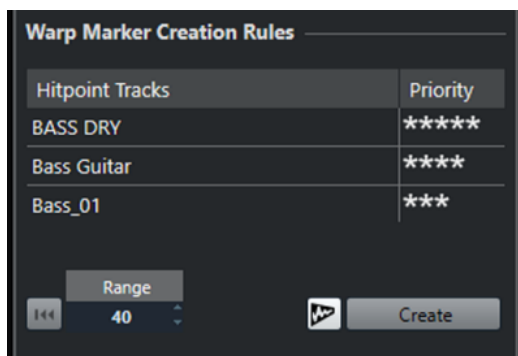 Warp Marker Creation Rules
Hitpoint Tracks Priority
BASS DRY *****
Bass Guitar ****
Bass_01 ***
Range
40 Create